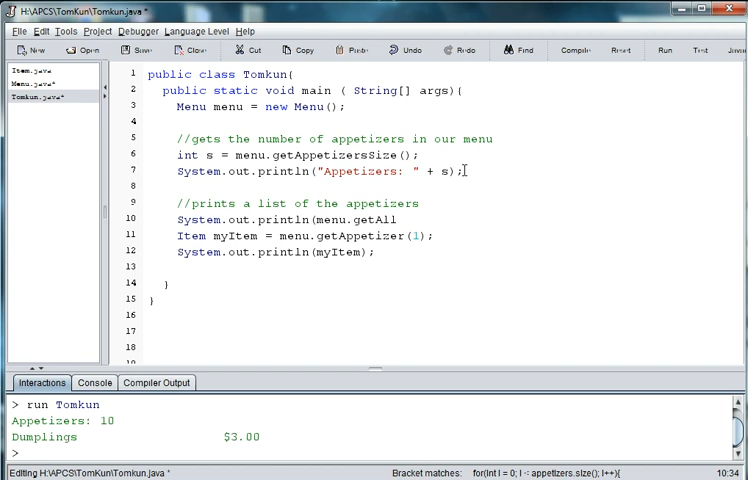 H:\APCS\TomKun\Tomkun.java *
File Edit Tools Project Debugger Language Level Help
New Open Save Close Cut Copy Paste Undo Redo Find Compile Reset Run Test Java
Item.java
Menu.java*
Tomkun.java*
1 public class Tomkun{
2 public static void main ( String[] args){
3 Menu menu = new Menu();
4
5 //gets the number of appetizers in our menu
6 int s = menu.getAppetizersSize();
7 System.out.println("Appetizers: " + s);
8
9 //prints a list of the appetizers
10 System.out.println(menu.getAll
11 Item myItem = menu.getAppetizer(1);
12 System.out.println(myItem);
13
14 }
15 }
16
17
18
19
Interactions Console Compiler Output
> run Tomkun
Appetizers: 10
Dumplings $3.00
>
Editing H:\APCS\TomKun\Tomkun.java * Bracket matches: for(int i = 0; i < appetizers.size(); i++){ 10:34